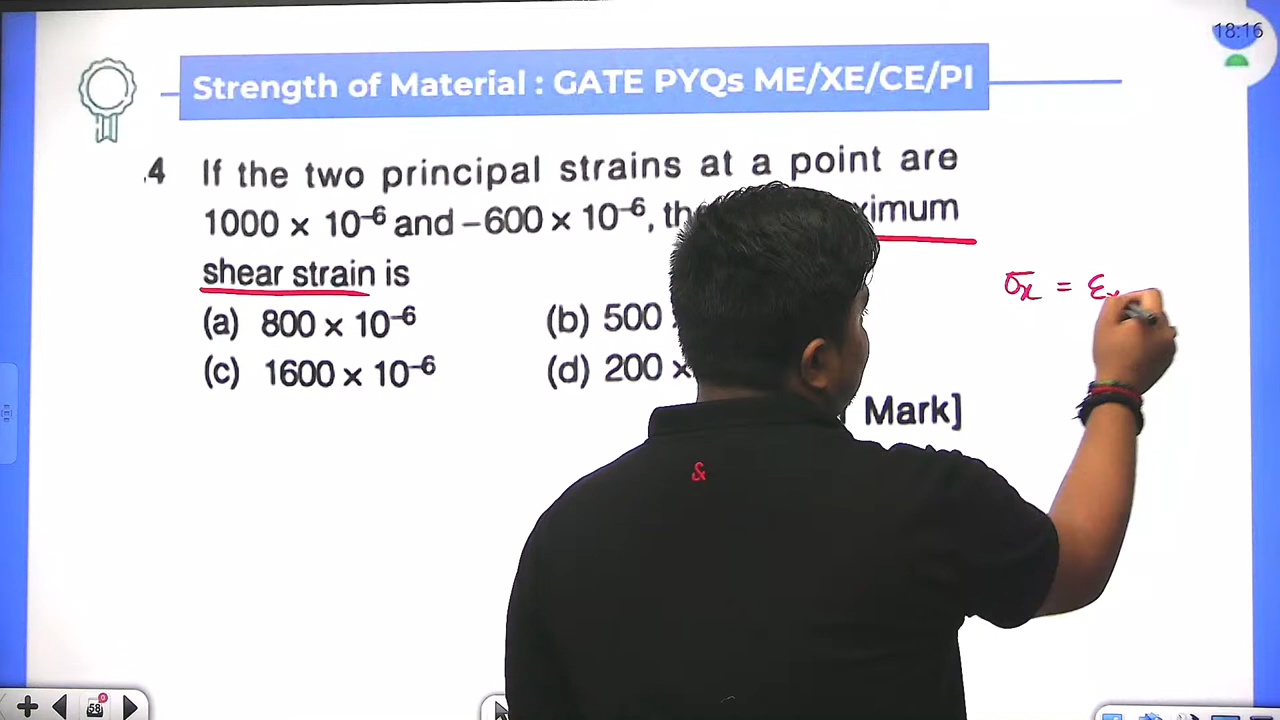 18:16
Strength of Material : GATE PYQs ME/XE/CE/PI
.4 If the two principal strains at a point are
1000 × 10⁻⁶ and –600 × 10⁻⁶,
shear strain is
(a) 800 × 10⁻⁶ (b) 500
(c) 1600 × 10⁻⁶ (d) 200 ×
Mark]
σx = εx
&
58